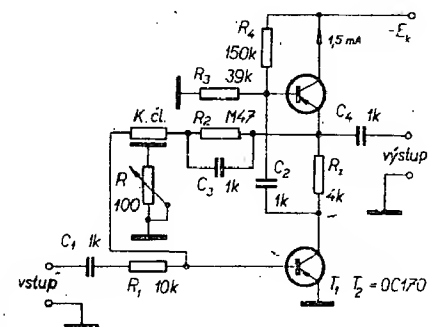 R4
150k
1,5 mA
-Ek
R3
39k
K.čl.
R2 M47
C4
1k
výstup
R
100
C3
1k
C2
1k
Rz
4k
C1 1k
vstup
R1 10k
T1 T2 = OC170